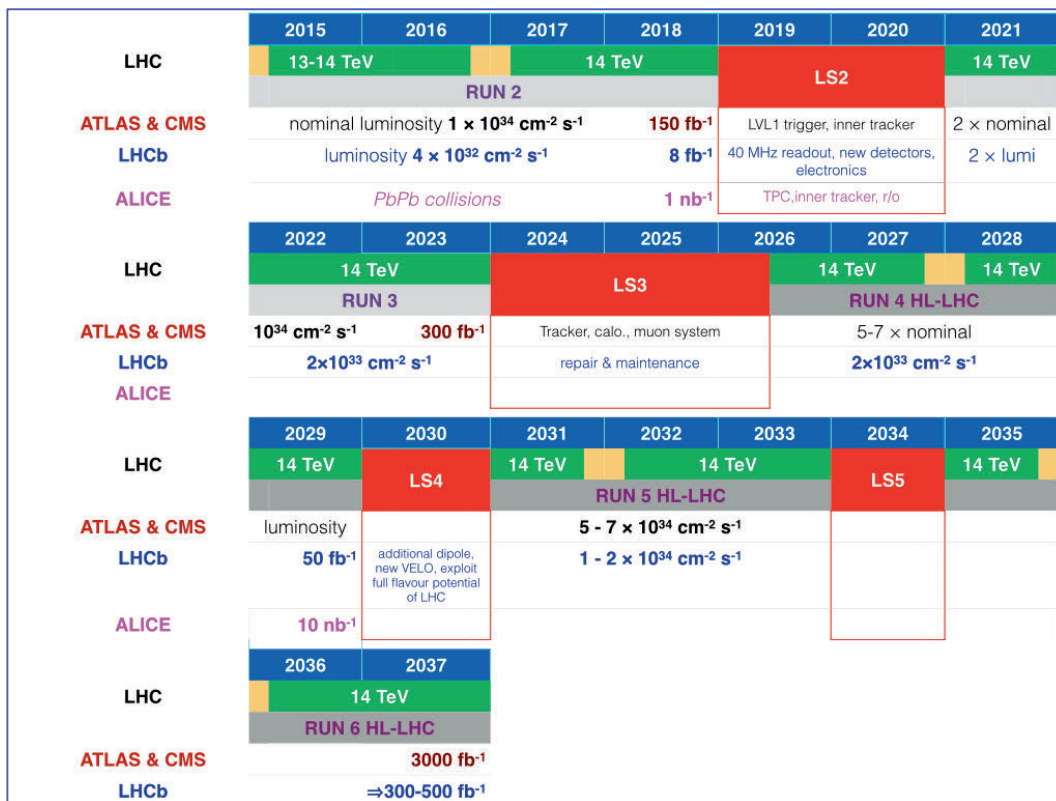 2015 2016 2017 2018 2019 2020 2021
LHC 13-14 TeV 14 TeV LS2 14 TeV
RUN 2
ATLAS & CMS nominal luminosity 1 × 10³⁴ cm⁻² s⁻¹ 150 fb⁻¹ LVL1 trigger, inner tracker 2 × nominal
LHCb luminosity 4 × 10³² cm⁻² s⁻¹ 8 fb⁻¹ 40 MHz readout, new detectors, 2 × lumi
electronics
ALICE PbPb collisions 1 nb⁻¹ TPC,inner tracker, r/o
2022 2023 2024 2025 2026 2027 2028
LHC 14 TeV LS3 14 TeV 14 TeV
RUN 3 RUN 4 HL-LHC
ATLAS & CMS 10³⁴ cm⁻² s⁻¹ 300 fb⁻¹ Tracker, calo., muon system 5-7 × nominal
LHCb 2×10³³ cm⁻² s⁻¹ repair & maintenance 2×10³³ cm⁻² s⁻¹
ALICE
2029 2030 2031 2032 2033 2034 2035
LHC 14 TeV LS4 14 TeV 14 TeV LS5 14 TeV
RUN 5 HL-LHC
ATLAS & CMS luminosity 5 - 7 × 10³⁴ cm⁻² s⁻¹
LHCb 50 fb⁻¹ additional dipole, 1 - 2 × 10³⁴ cm⁻² s⁻¹
new VELO, exploit
full flavour potential
of LHC
ALICE 10 nb⁻¹
2036 2037
LHC 14 TeV
RUN 6 HL-LHC
ATLAS & CMS 3000 fb⁻¹
LHCb ⇒300-500 fb⁻¹